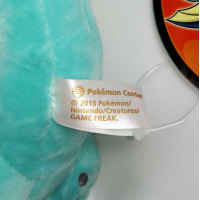 Pokémon Center
© 2015 Pokémon/
Nintendo/Creatures/
GAME FREAK.